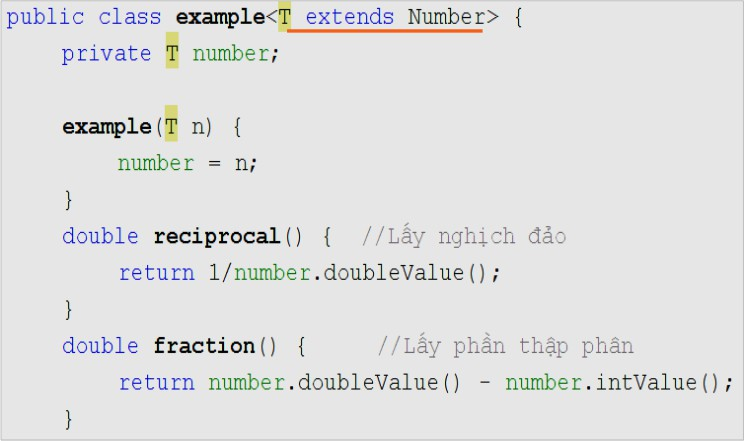 public class example<T extends Number> {
private T number;
example(T n) {
number = n;
}
double reciprocal() { //Lấy nghịch đảo
return 1/number.doubleValue();
}
double fraction() { //Lấy phần thập phân
return number.doubleValue() - number.intValue();
}